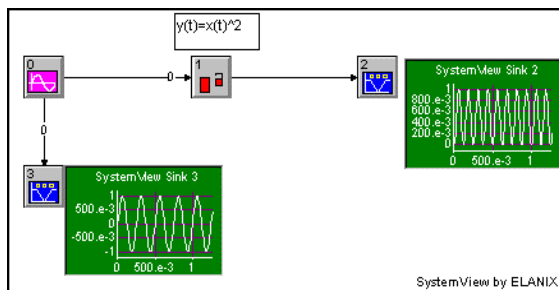 y(t)=x(t)^2
0
1
2
0
0
3
SystemView Sink 2
800.e-3
600.e-3
400.e-3
200.e-3
0
0 500.e-3 1
SystemView Sink 3
1
500.e-3
0
-500.e-3
-1
0 500.e-3 1
SystemView by ELANIX